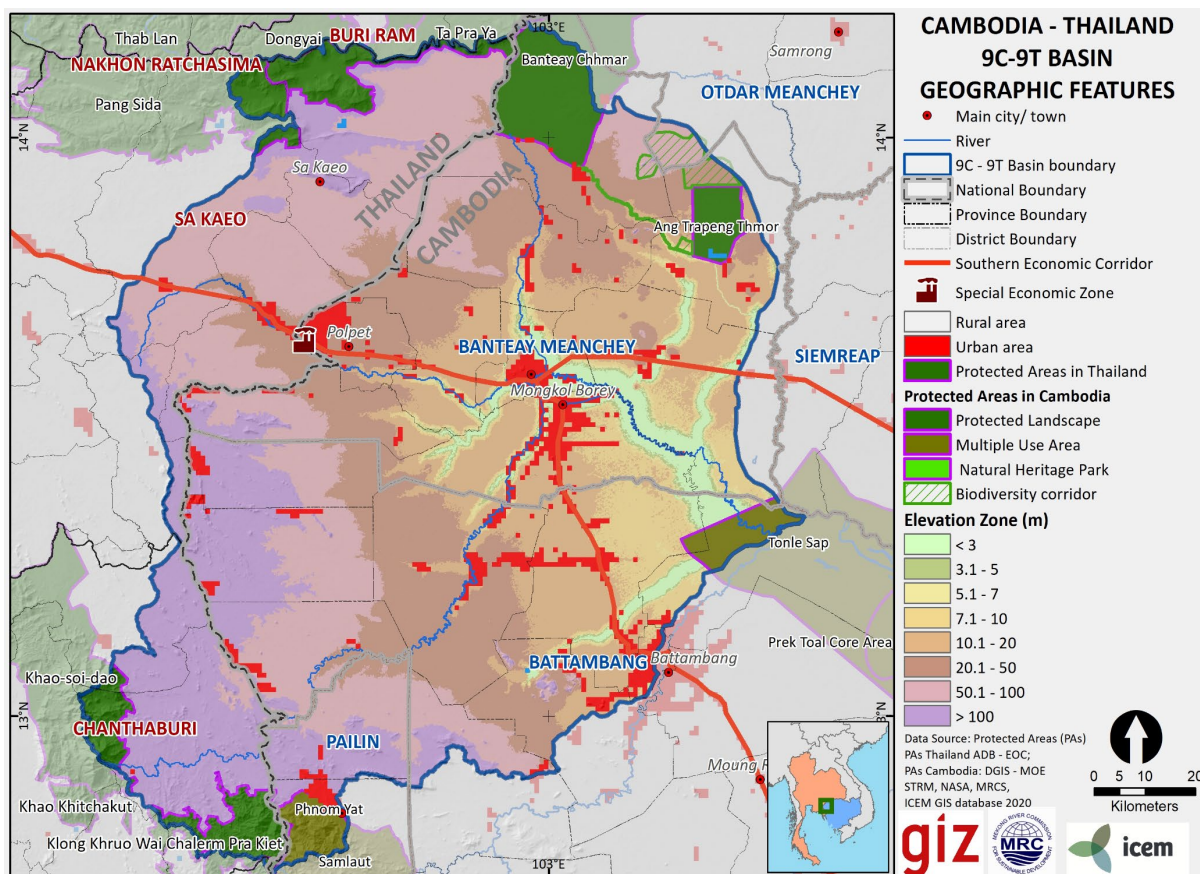 Thab Lan
Dongyai
BURI RAM
Ta Pra Ya
103°E
Samrong
NAKHON RATCHASIMA
Banteay Chhmar
Pang Sida
OTDAR MEANCHEY
14°N
14°N
THAILAND
CAMBODIA
Sa Kaeo
SA KAEO
Ang Trapeng Thmor
Polpet
BANTEAY MEANCHEY
SIEMREAP
Mongkol Borey
Tonle Sap
Prek Toal Core Area
BATTAMBANG
Battambang
Khao-soi-dao
13°N
CHANTHABURI
PAILIN
Khao Khitchakut
Phnom Yat
Klong Khruo Wai Chalerm Pra Kiet
Samlaut
103°E
CAMBODIA - THAILAND
9C-9T BASIN
GEOGRAPHIC FEATURES
Main city/ town
River
9C - 9T Basin boundary
National Boundary
Province Boundary
District Boundary
Southern Economic Corridor
Special Economic Zone
Rural area
Urban area
Protected Areas in Thailand
Protected Areas in Cambodia
Protected Landscape
Multiple Use Area
Natural Heritage Park
Biodiversity corridor
Elevation Zone (m)
< 3
3.1 - 5
5.1 - 7
7.1 - 10
10.1 - 20
20.1 - 50
50.1 - 100
> 100
Data Source: Protected Areas (PAs)
PAs Thailand ADB - EOC;
PAs Cambodia: DGIS - MOE
STRM, NASA, MRCS,
ICEM GIS database 2020
0 5 10 20
Kilometers
giz
MEKONG RIVER COMMISSION
MRC
FOR SUSTAINABLE DEVELOPMENT
icem